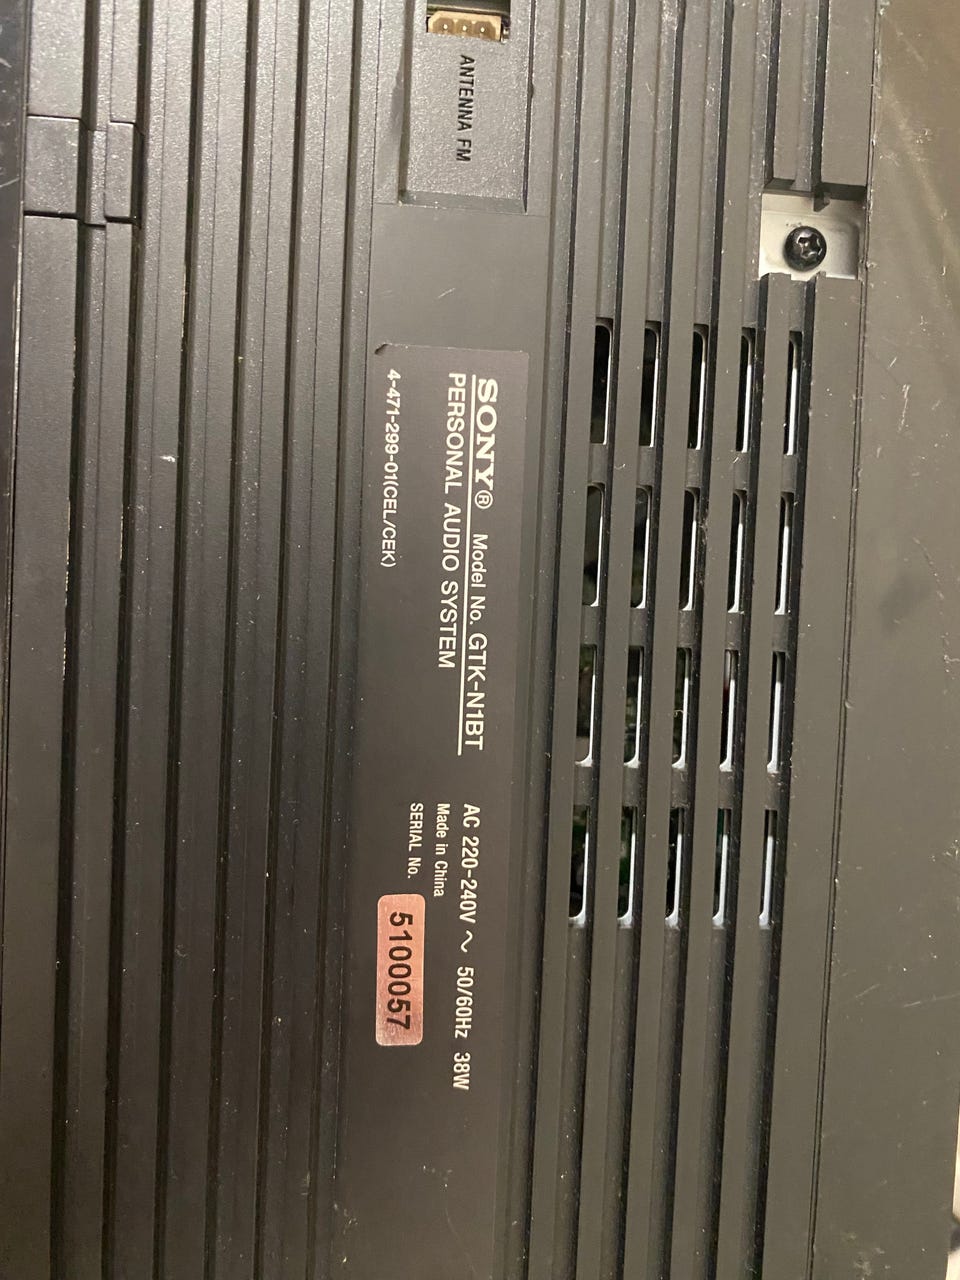 ANTENNA FM
SONY® Model No. GTK-N1BT
PERSONAL AUDIO SYSTEM
4-471-299-01(CEL/CEK)
AC 220-240V ~ 50/60Hz 38W
Made in China
SERIAL No. 5100057